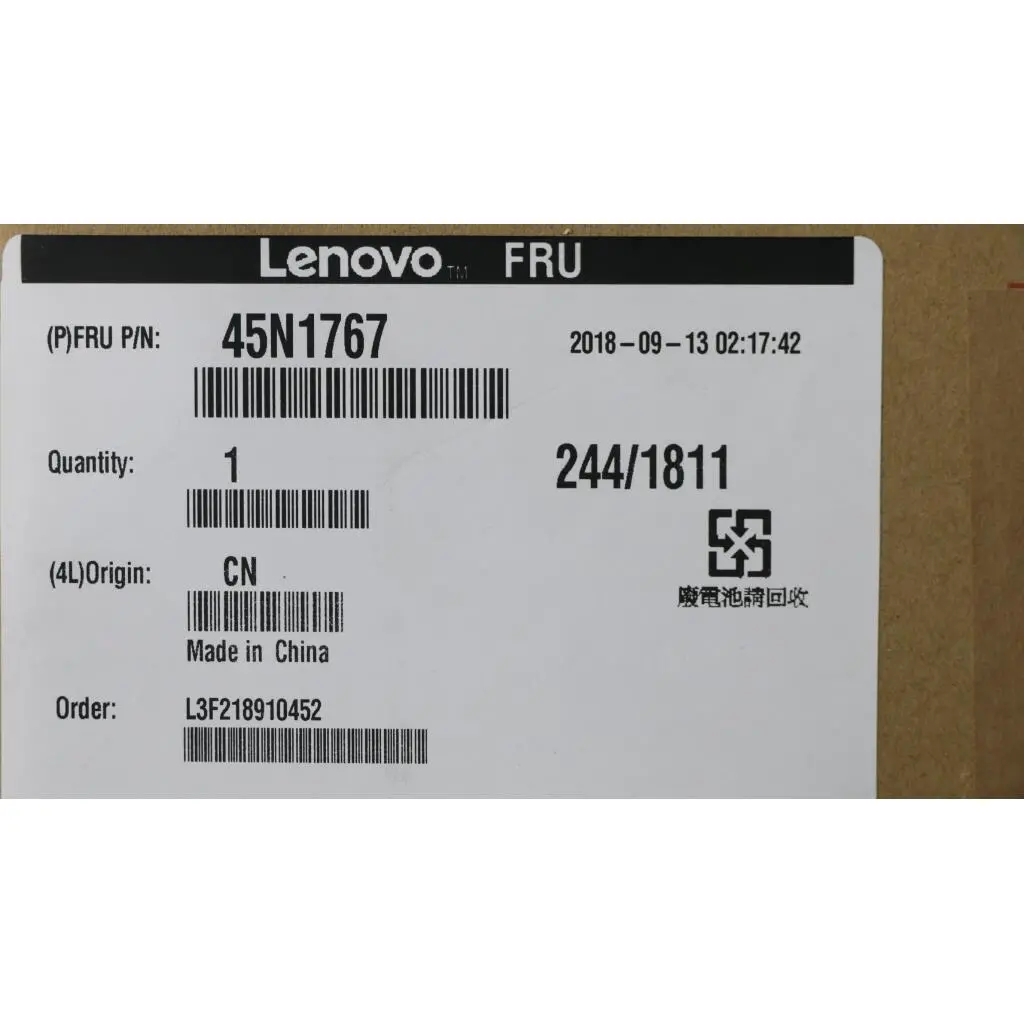 Lenovo™ FRU
(P)FRU P/N: 45N1767 2018-09-13 02:17:42
Quantity: 1 244/1811
(4L)Origin: CN
廢電池請回收
Made in China
Order: L3F218910452